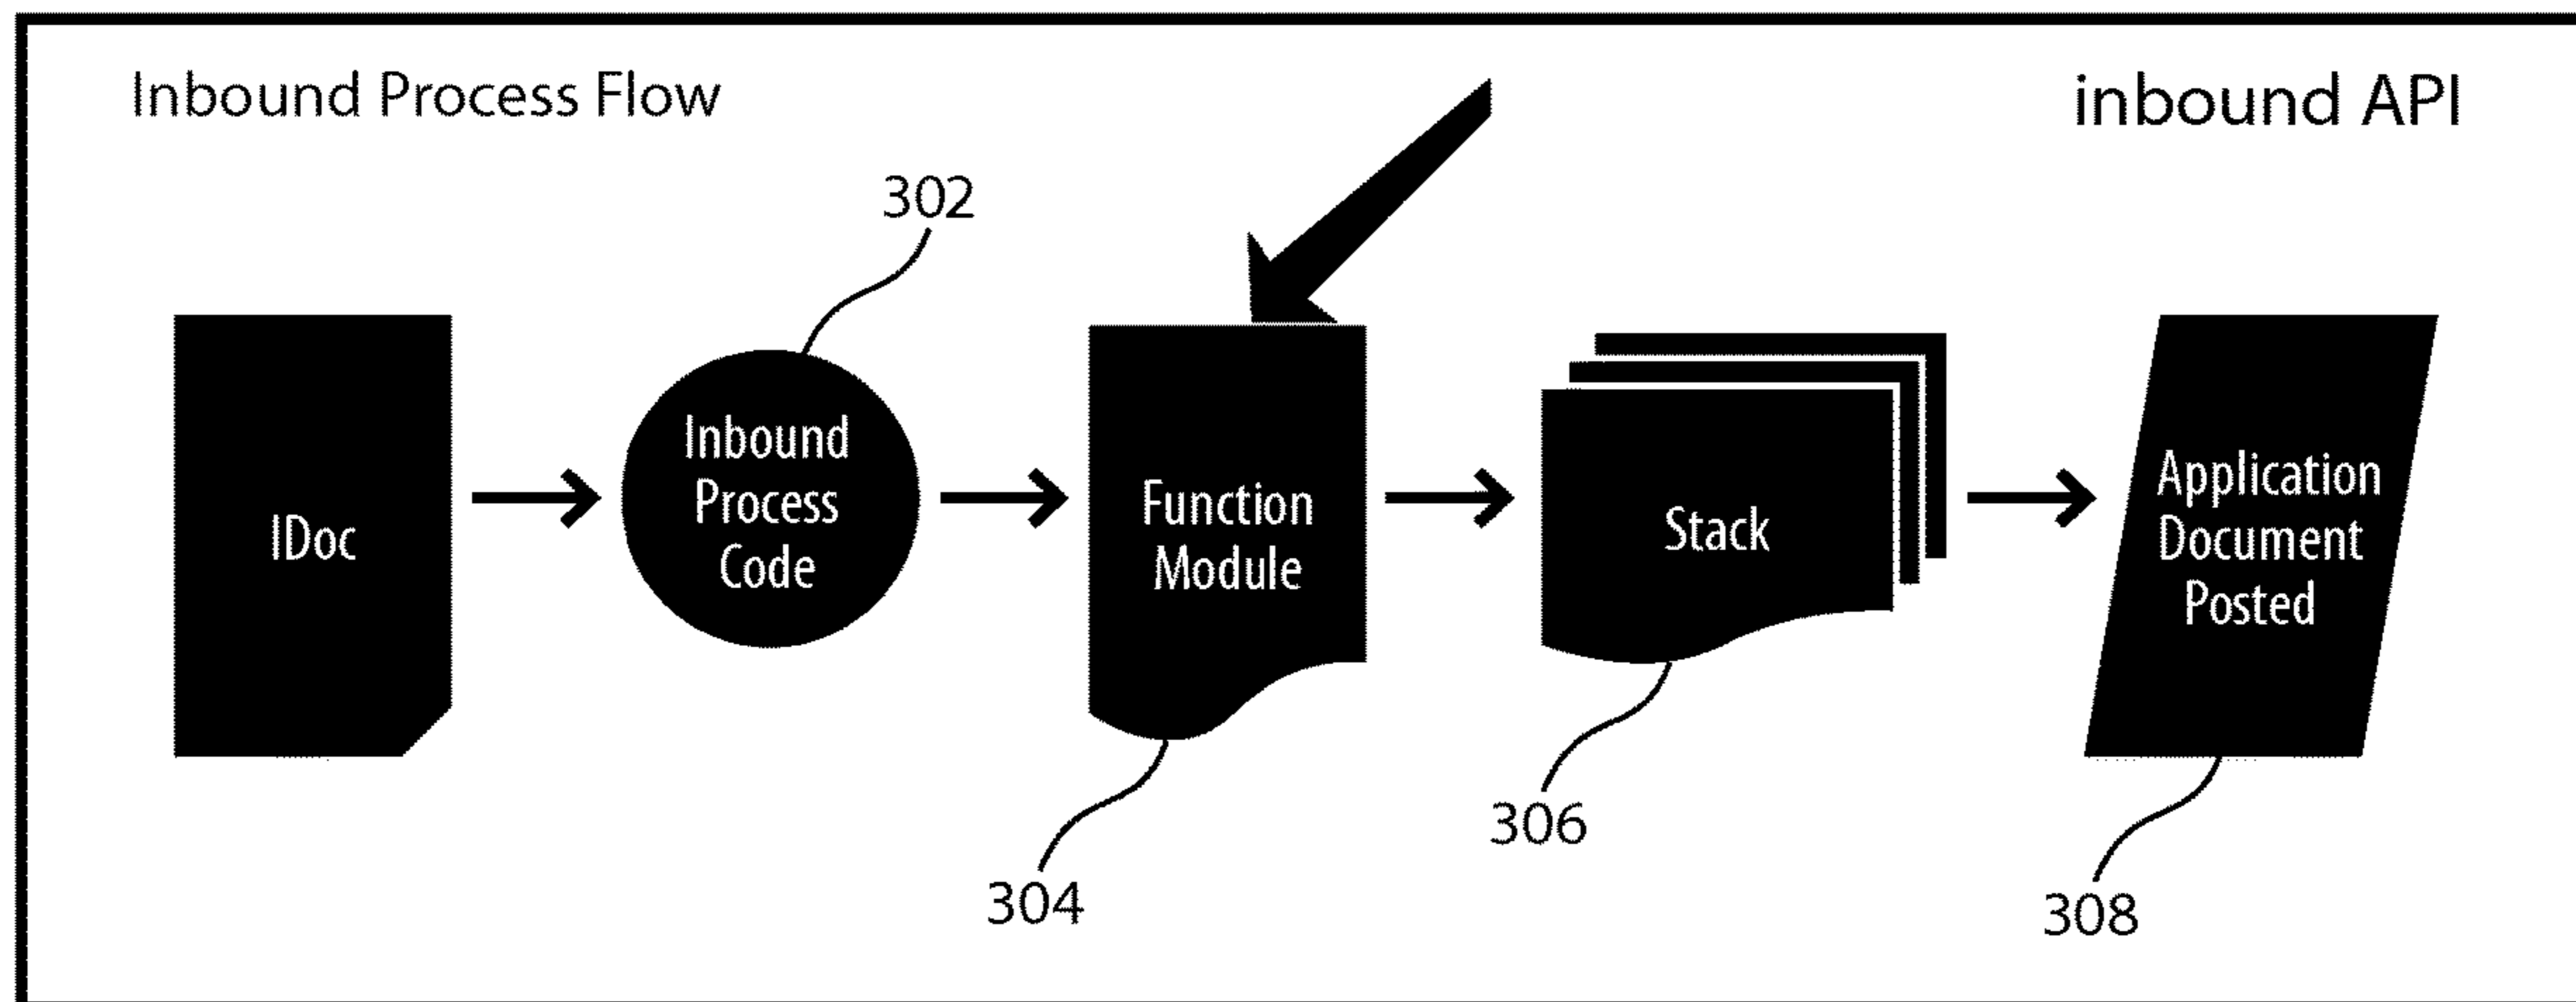 Inbound Process Flow
inbound API
302
IDoc
Inbound
Process
Code
Function
Module
Stack
Application
Document
Posted
304
306
308